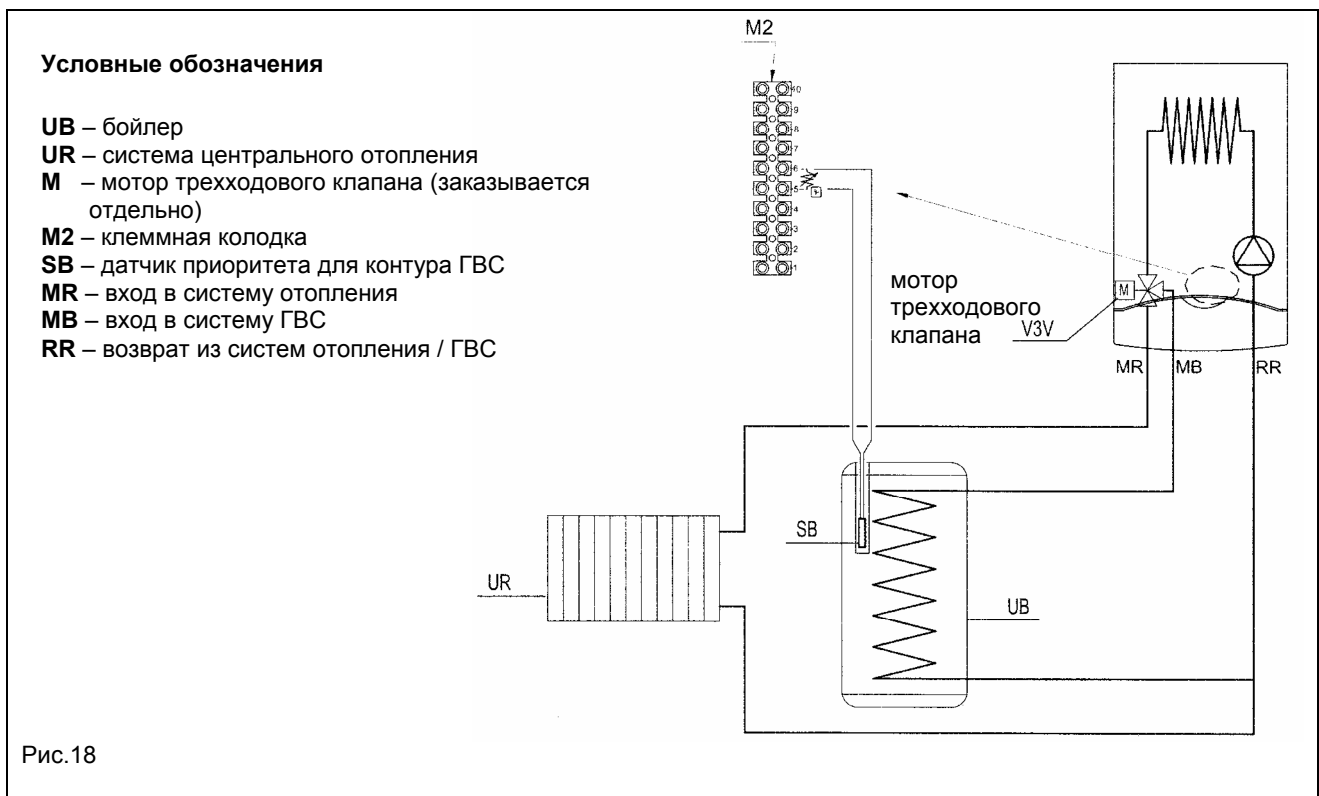 Условные обозначения
UB – бойлер
UR – система центрального отопления
M – мотор трехходового клапана (заказывается
отдельно)
M2 – клеммная колодка
SB – датчик приоритета для контура ГВС
MR – вход в систему отопления
MB – вход в систему ГВС
RR – возврат из систем отопления / ГВС
M2
10
9
8
7
6
5
4
3
2
1
M
мотор
трехходового
клапана
V3V
MR
MB
RR
SB
UR
UB
Рис.18